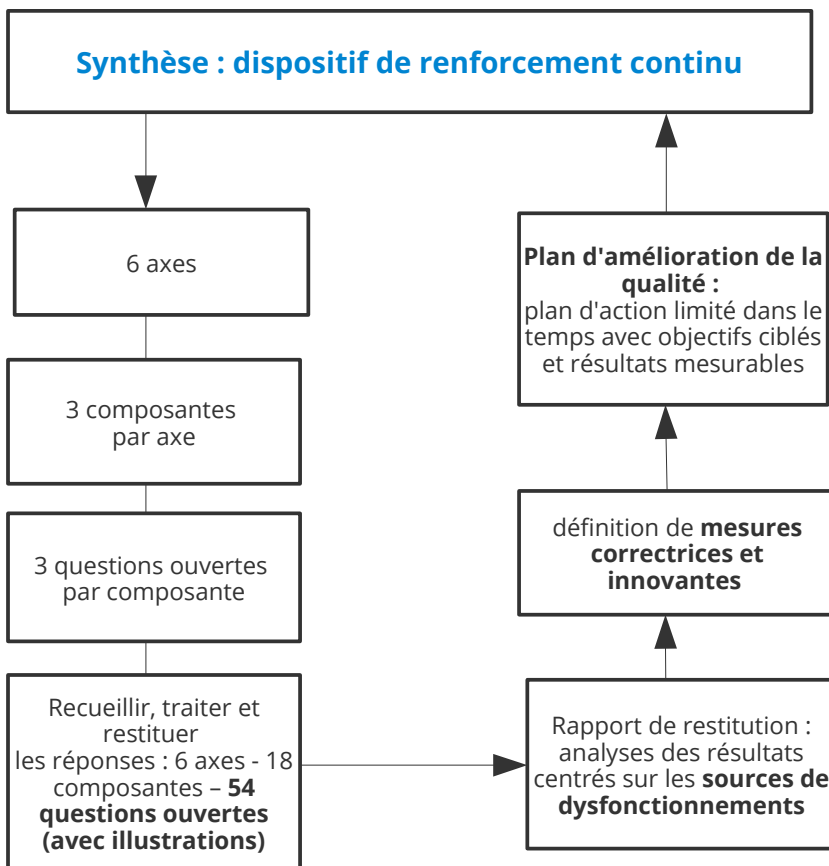 Synthèse : dispositif de renforcement continu
6 axes
3 composantes
par axe
3 questions ouvertes
par composante
Recueillir, traiter et
restituer
les réponses : 6 axes - 18
composantes – 54
questions ouvertes
(avec illustrations)
Plan d'amélioration de la
qualité :
plan d'action limité dans le
temps avec objectifs ciblés
et résultats mesurables
définition de mesures
correctrices et
innovantes
Rapport de restitution :
analyses des résultats
centrés sur les sources de
dysfonctionnements